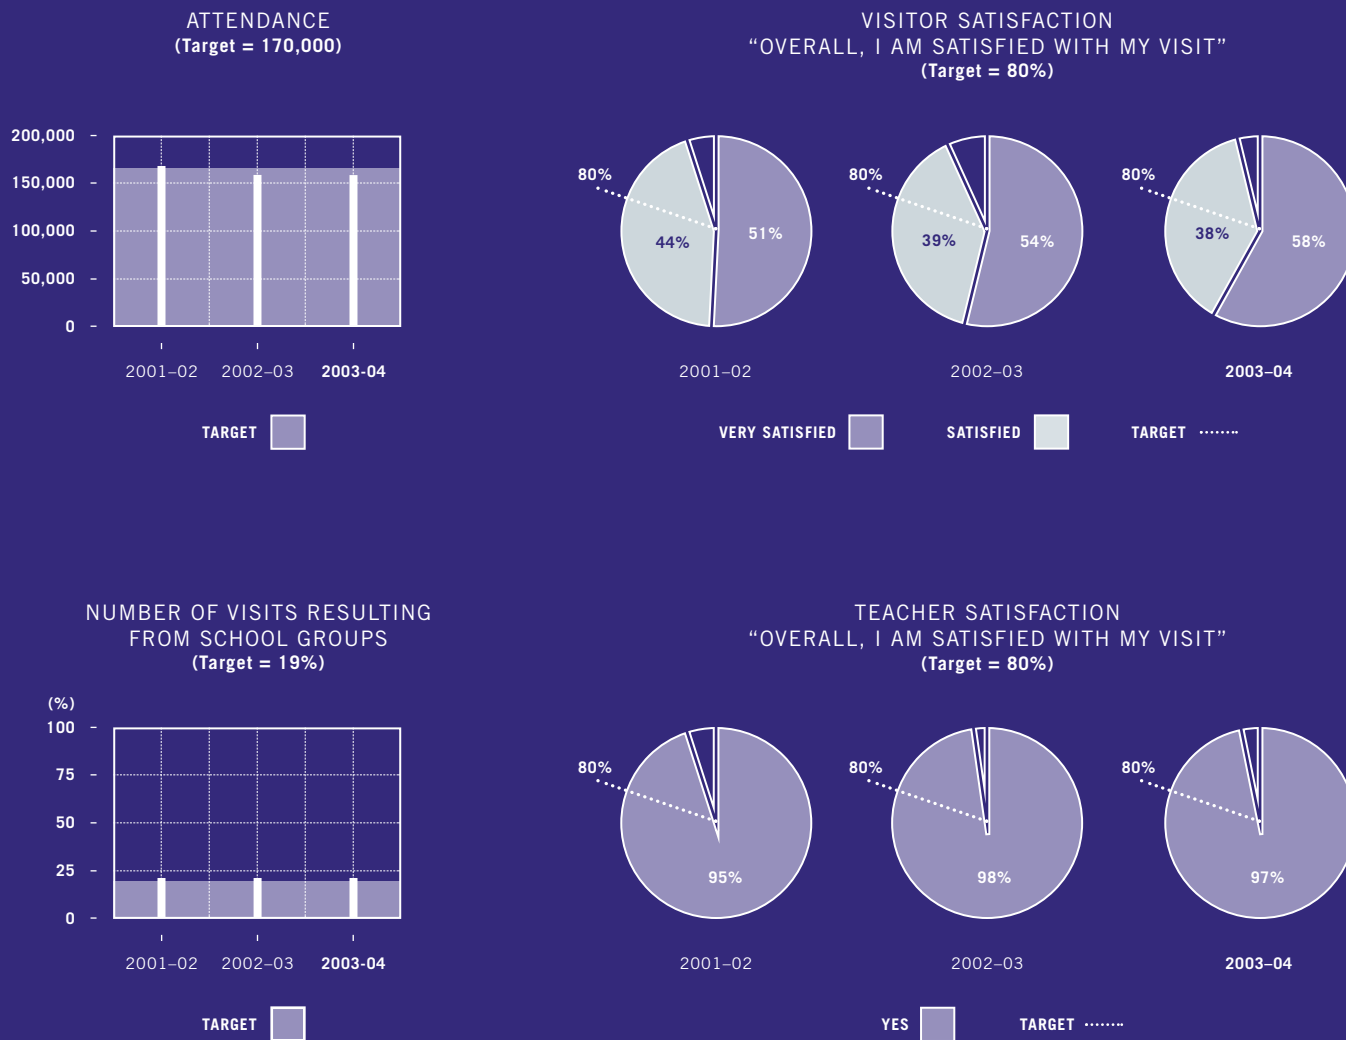 ATTENDANCE
(Target = 170,000)
200,000
150,000
100,000
50,000
0
2001–02 2002–03 2003-04
TARGET
VISITOR SATISFACTION
“OVERALL, I AM SATISFIED WITH MY VISIT”
(Target = 80%)
80%
44%
51%
2001–02
80%
39%
54%
2002–03
80%
38%
58%
2003–04
VERY SATISFIED SATISFIED TARGET
NUMBER OF VISITS RESULTING
FROM SCHOOL GROUPS
(Target = 19%)
(%)
100
75
50
25
0
2001–02 2002–03 2003-04
TARGET
TEACHER SATISFACTION
“OVERALL, I AM SATISFIED WITH MY VISIT”
(Target = 80%)
80%
95%
2001–02
80%
98%
2002–03
80%
97%
2003–04
YES TARGET